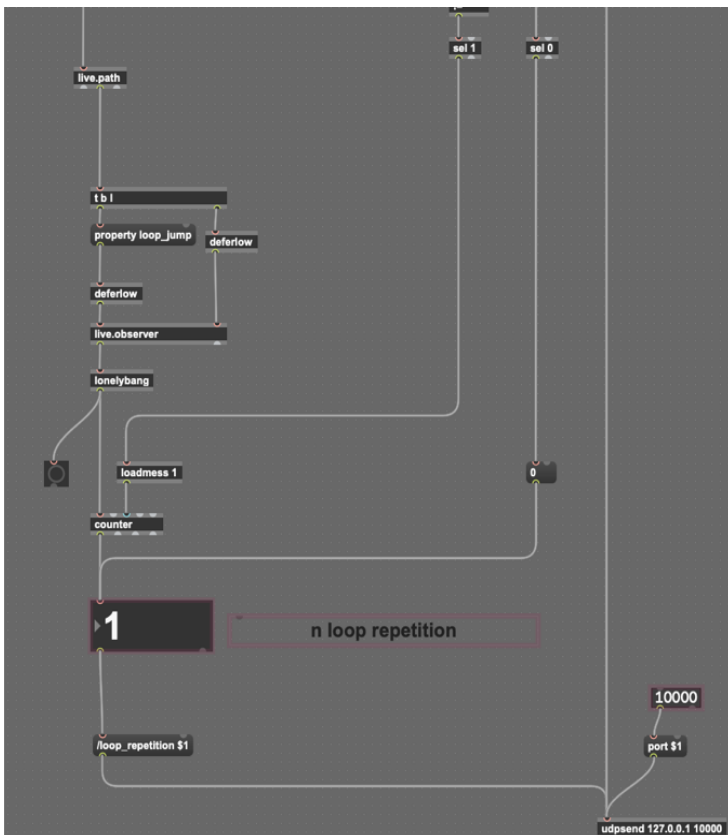 sel 1
sel 0
live.path
t b l
property loop_jump
deferlow
deferlow
live.observer
lonelybang
loadmess 1
0
counter
1
n loop repetition
10000
/loop_repetition $1
port $1
udpsend 127.0.0.1 10000